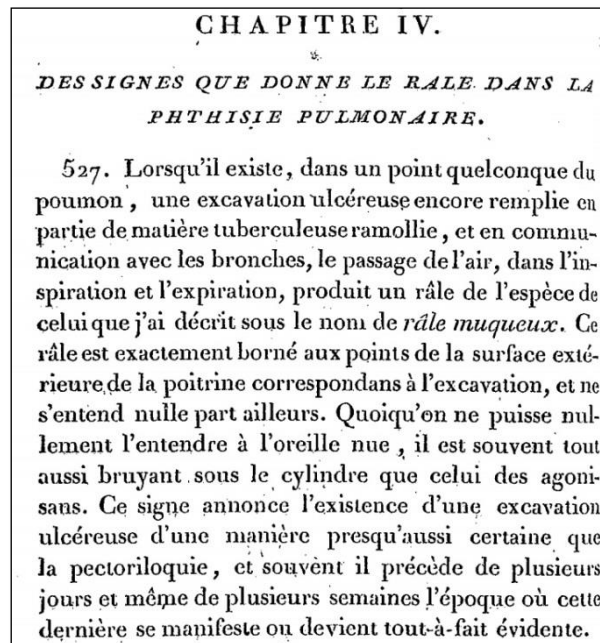 CHAPITRE IV.
DES SIGNES QUE DONNE LE RALE DANS LA
PHTHISIE PULMONAIRE.
527. Lorsqu'il existe, dans un point quelconque du
poumon, une excavation ulcéreuse encore remplie en
partie de matière tuberculeuse ramollie, et en commu-
nication avec les bronches, le passage de l'air, dans l'in-
spiration et l'expiration, produit un râle de l'espèce de
celui que j'ai décrit sous le nom de râle muqueux. Ce
râle est exactement borné aux points de la surface exté-
rieure de la poitrine correspondans à l'excavation, et ne
s'entend nulle part ailleurs. Quoiqu'on ne puisse nul-
lement l'entendre à l'oreille nue, il est souvent tout
aussi bruyant sous le cylindre que celui des agoni-
sans. Ce signe annonce l'existence d'une excavation
ulcéreuse d'une manière presqu'aussi certaine que
la pectoriloquie, et souvent il précède de plusieurs
jours et même de plusieurs semaines l'époque où cette
dernière se manifeste ou devient tout-à-fait évidente.